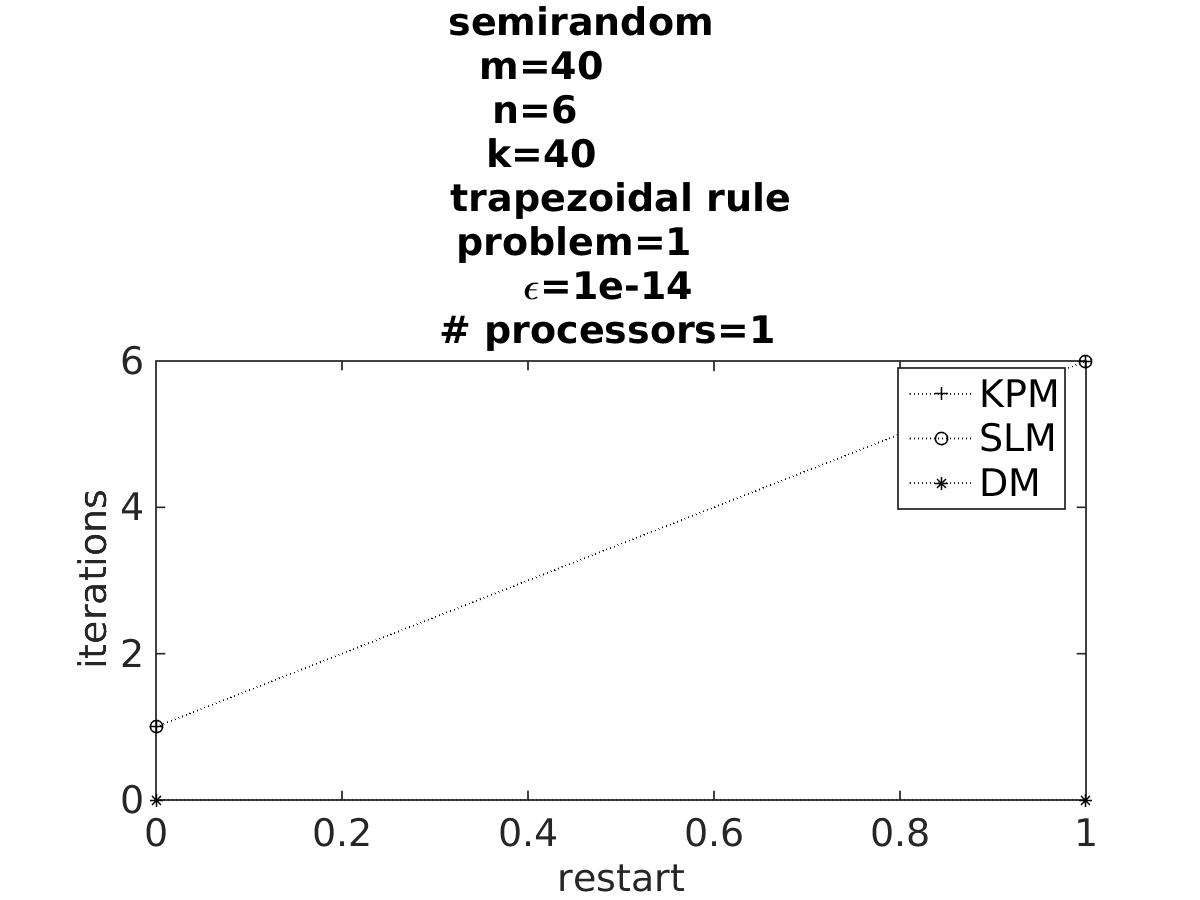 semirandom
m=40
n=6
k=40
trapezoidal rule
problem=1
ϵ=1e-14
# processors=1
6
KPM
SLM
DM
4
iterations
2
0
0 0.2 0.4 0.6 0.8 1
restart